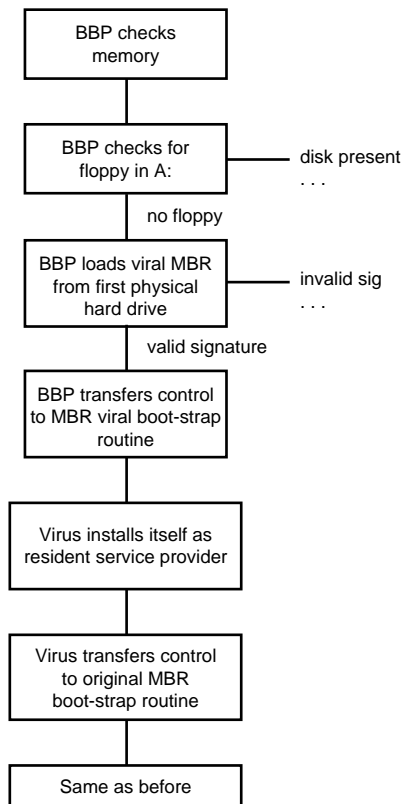 BBP checks
memory
BBP checks for
floppy in A:
disk present
. . .
no floppy
BBP loads viral MBR
from first physical
hard drive
invalid sig
. . .
valid signature
BBP transfers control
to MBR viral boot-strap
routine
Virus installs itself as
resident service provider
Virus transfers control
to original MBR
boot-strap routine
Same as before